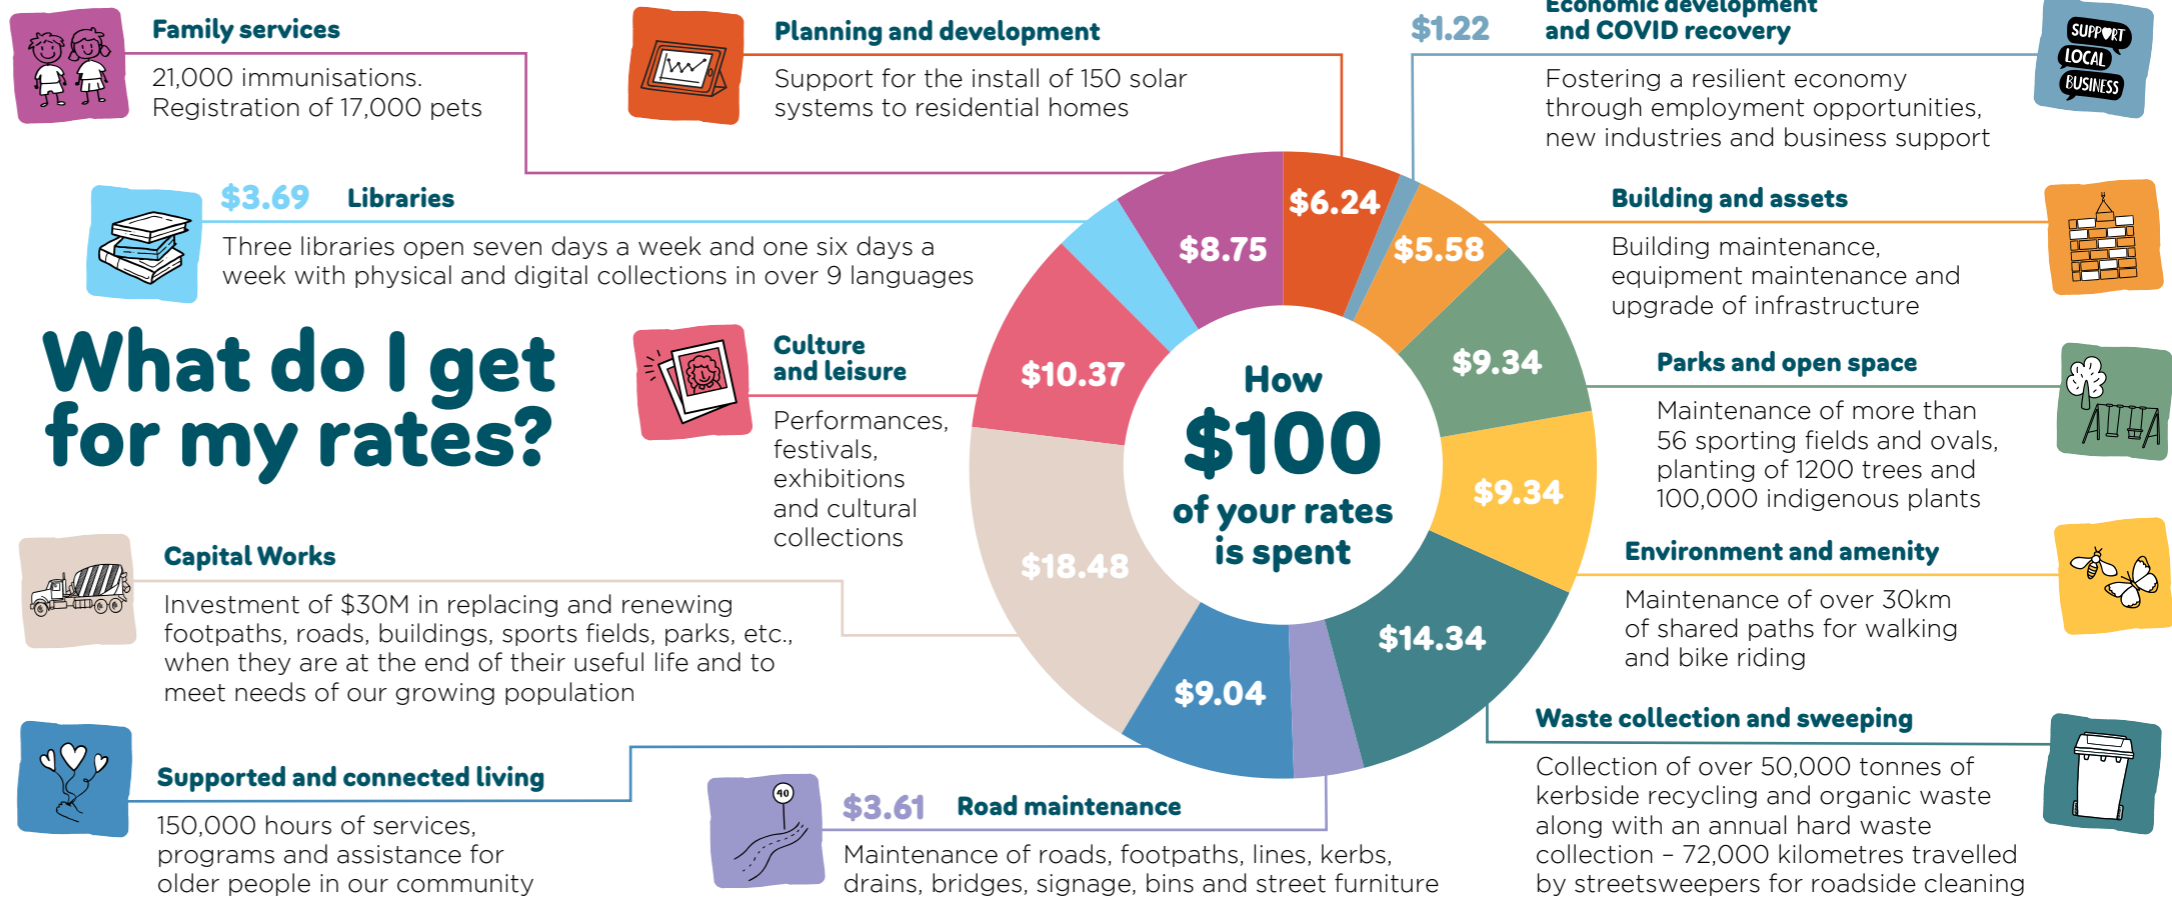 Family services
21,000 immunisations.
Registration of 17,000 pets
Planning and development
Support for the install of 150 solar
systems to residential homes
$1.22
Economic development
and COVID recovery
Fostering a resilient economy
through employment opportunities,
new industries and business support
SUPPORT
LOCAL
BUSINESS
$3.69 Libraries
Three libraries open seven days a week and one six days a
week with physical and digital collections in over 9 languages
Building and assets
Building maintenance,
equipment maintenance and
upgrade of infrastructure
What do I get
for my rates?
Culture
and leisure
Performances,
festivals,
exhibitions
and cultural
collections
Parks and open space
Maintenance of more than
56 sporting fields and ovals,
planting of 1200 trees and
100,000 indigenous plants
How
$100
of your rates
is spent
$6.24
$5.58
$9.34
$9.34
$14.34
$9.04
$18.48
$10.37
$8.75
Capital Works
Investment of $30M in replacing and renewing
footpaths, roads, buildings, sports fields, parks, etc.,
when they are at the end of their useful life and to
meet needs of our growing population
Environment and amenity
Maintenance of over 30km
of shared paths for walking
and bike riding
Supported and connected living
150,000 hours of services,
programs and assistance for
older people in our community
40
$3.61 Road maintenance
Maintenance of roads, footpaths, lines, kerbs,
drains, bridges, signage, bins and street furniture
Waste collection and sweeping
Collection of over 50,000 tonnes of
kerbside recycling and organic waste
along with an annual hard waste
collection – 72,000 kilometres travelled
by streetsweepers for roadside cleaning